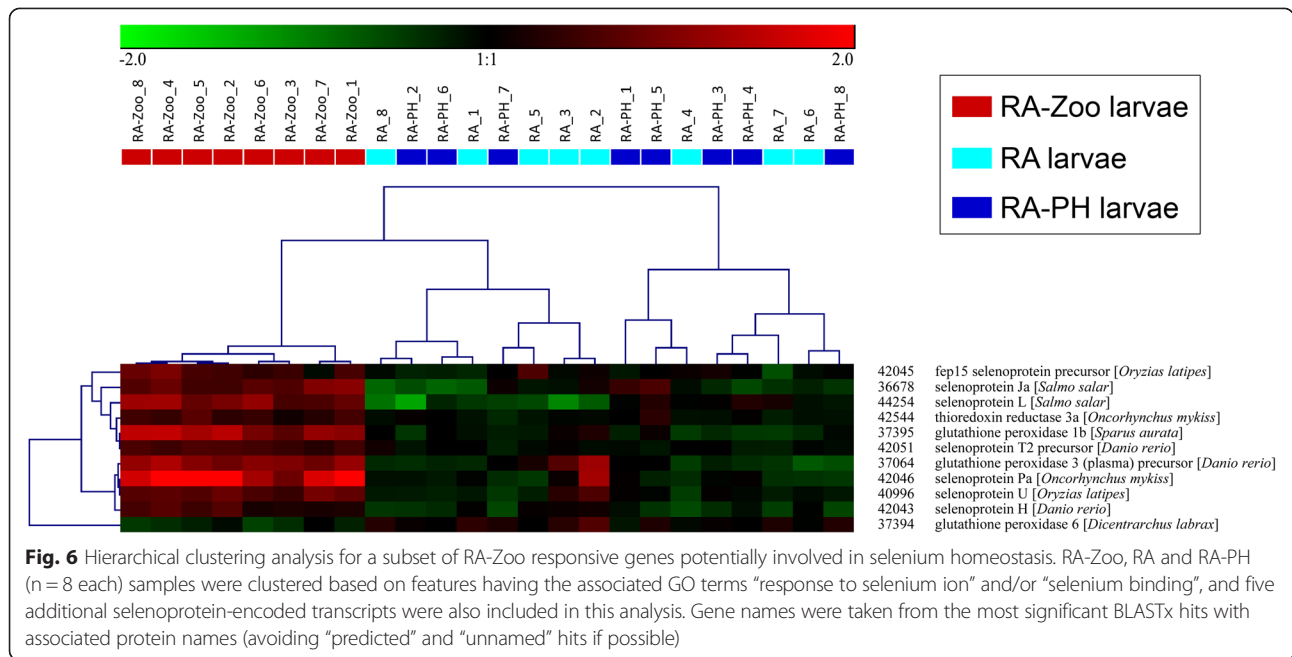 -2.0 1:1 2.0
RA-Zoo_8 RA-Zoo_4 RA-Zoo_5 RA-Zoo_2 RA-Zoo_6 RA-Zoo_3 RA-Zoo_7 RA-Zoo_1 RA_8 RA-PH_2 RA-PH_6 RA_1 RA-PH_7 RA_5 RA_3 RA_2 RA-PH_1 RA-PH_5 RA_4 RA-PH_3 RA-PH_4 RA_7 RA_6 RA-PH_8
RA-Zoo larvae
RA larvae
RA-PH larvae
42045 fep15 selenoprotein precursor [Oryzias latipes]
36678 selenoprotein Ja [Salmo salar]
44254 selenoprotein L [Salmo salar]
42544 thioredoxin reductase 3a [Oncorhynchus mykiss]
37395 glutathione peroxidase 1b [Sparus aurata]
42051 selenoprotein T2 precursor [Danio rerio]
37064 glutathione peroxidase 3 (plasma) precursor [Danio rerio]
42046 selenoprotein Pa [Oncorhynchus mykiss]
40996 selenoprotein U [Oryzias latipes]
42043 selenoprotein H [Danio rerio]
37394 glutathione peroxidase 6 [Dicentrarchus labrax]
Fig. 6 Hierarchical clustering analysis for a subset of RA-Zoo responsive genes potentially involved in selenium homeostasis. RA-Zoo, RA and RA-PH
(n = 8 each) samples were clustered based on features having the associated GO terms “response to selenium ion” and/or “selenium binding”, and five
additional selenoprotein-encoded transcripts were also included in this analysis. Gene names were taken from the most significant BLASTx hits with
associated protein names (avoiding “predicted” and “unnamed” hits if possible)